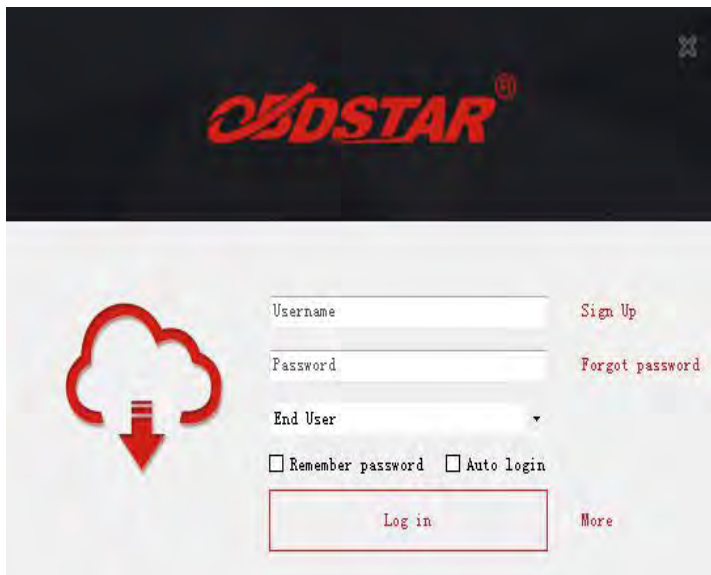 OBDSTAR®
Username
Sign Up
Password
Forgot password
End User
Remember password Auto login
Log in
More